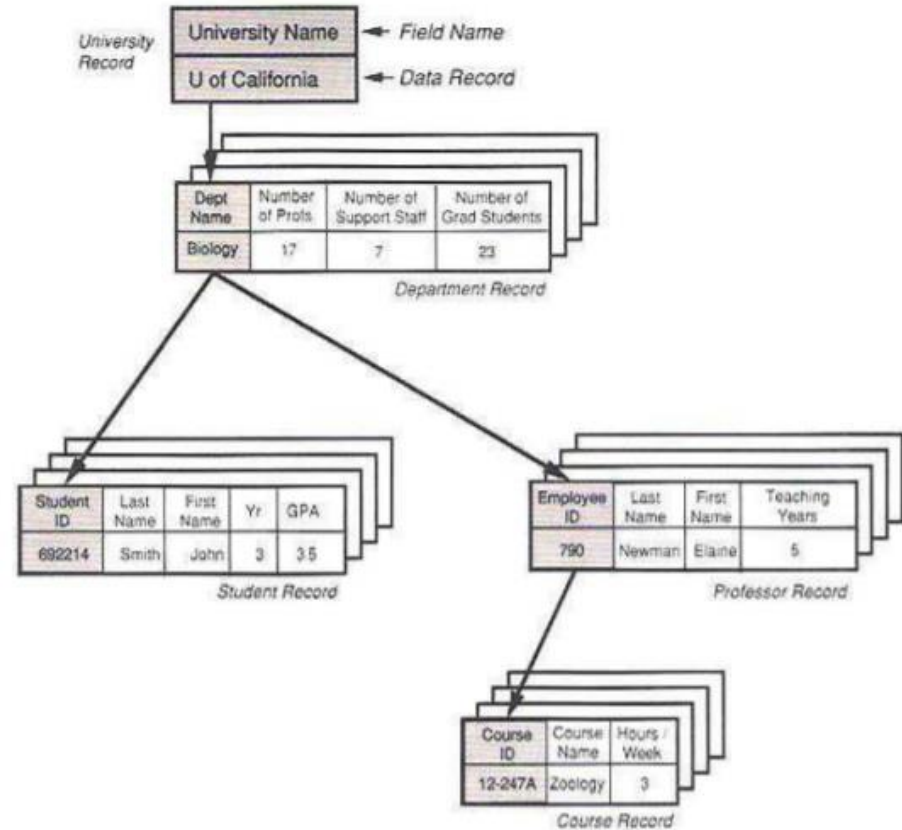 University
Record
University Name
Field Name
U of California
Data Record
Dept
Name
Number
of Profs
Number of
Support Staff
Number of
Grad Students
Biology
17
7
23
Department Record
Student
ID
Last
Name
First
Name
Yr
GPA
692214
Smith
John
3
3.5
Student Record
Employee
ID
Last
Name
First
Name
Teaching
Years
790
Newman
Elaine
5
Professor Record
Course
ID
Course
Name
Hours /
Week
12-247A
Zoology
3
Course Record